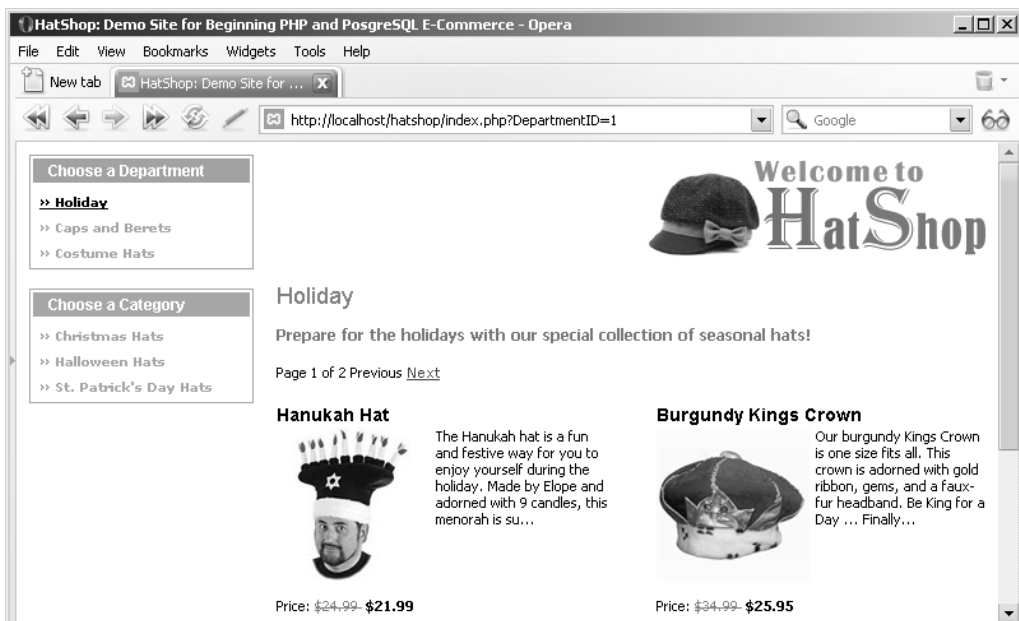 HatShop: Demo Site for Beginning PHP and PosgreSQL E-Commerce - Opera
File Edit View Bookmarks Widgets Tools Help
New tab HatShop: Demo Site for ... X
http://localhost/hatshop/index.php?DepartmentID=1 Google
Choose a Department
» Holiday
» Caps and Berets
» Costume Hats
Choose a Category
» Christmas Hats
» Halloween Hats
» St. Patrick's Day Hats
Welcome to
HatShop
Holiday
Prepare for the holidays with our special collection of seasonal hats!
Page 1 of 2 Previous Next
Hanukah Hat
The Hanukah hat is a fun
and festive way for you to
enjoy yourself during the
holiday. Made by Elope and
adorned with 9 candles, this
menorah is su...
Price: $24.99 $21.99
Burgundy Kings Crown
Our burgundy Kings Crown
is one size fits all. This
crown is adorned with gold
ribbon, gems, and a faux-
fur headband. Be King for a
Day ... Finally...
Price: $34.99 $25.95